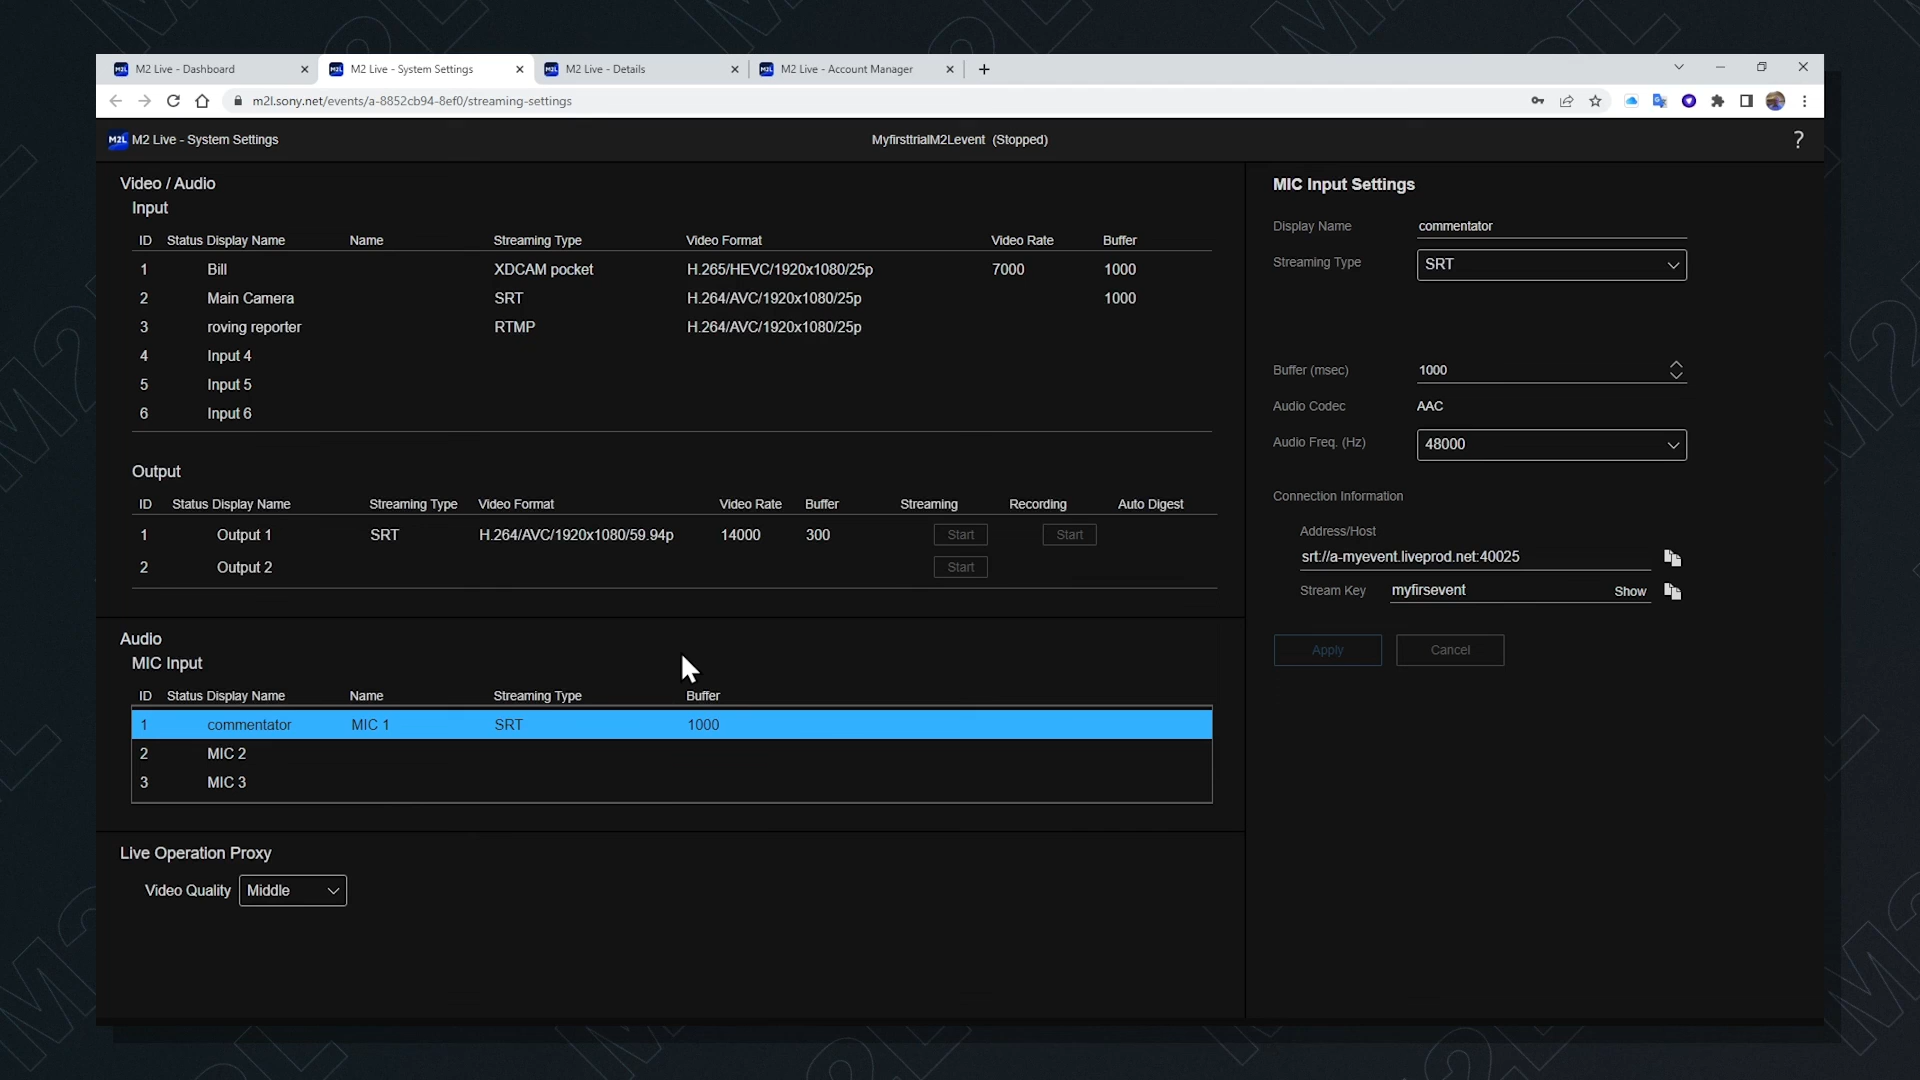 M2 Live - Dashboard
M2 Live - System Settings
M2 Live - Details
M2 Live - Account Manager
m2l.sony.net/events/a-8852cb94-8ef0/streaming-settings
M2L M2 Live - System Settings
MyfirsttrialM2Levent (Stopped)
?
Video / Audio
Input
ID Status Display Name Name Streaming Type Video Format Video Rate Buffer
1 Bill XDCAM pocket H.265/HEVC/1920x1080/25p 7000 1000
2 Main Camera SRT H.264/AVC/1920x1080/25p 1000
3 roving reporter RTMP H.264/AVC/1920x1080/25p
4 Input 4
5 Input 5
6 Input 6
Output
ID Status Display Name Streaming Type Video Format Video Rate Buffer Streaming Recording Auto Digest
1 Output 1 SRT H.264/AVC/1920x1080/59.94p 14000 300 Start Start
2 Output 2 Start
Audio
MIC Input
ID Status Display Name Name Streaming Type Buffer
1 commentator MIC 1 SRT 1000
2 MIC 2
3 MIC 3
Live Operation Proxy
Video Quality Middle
MIC Input Settings
Display Name commentator
Streaming Type SRT
Buffer (msec) 1000
Audio Codec AAC
Audio Freq. (Hz) 48000
Connection Information
Address/Host
srt://a-myevent.liveprod.net:40025
Stream Key myfirsevent Show
Apply Cancel